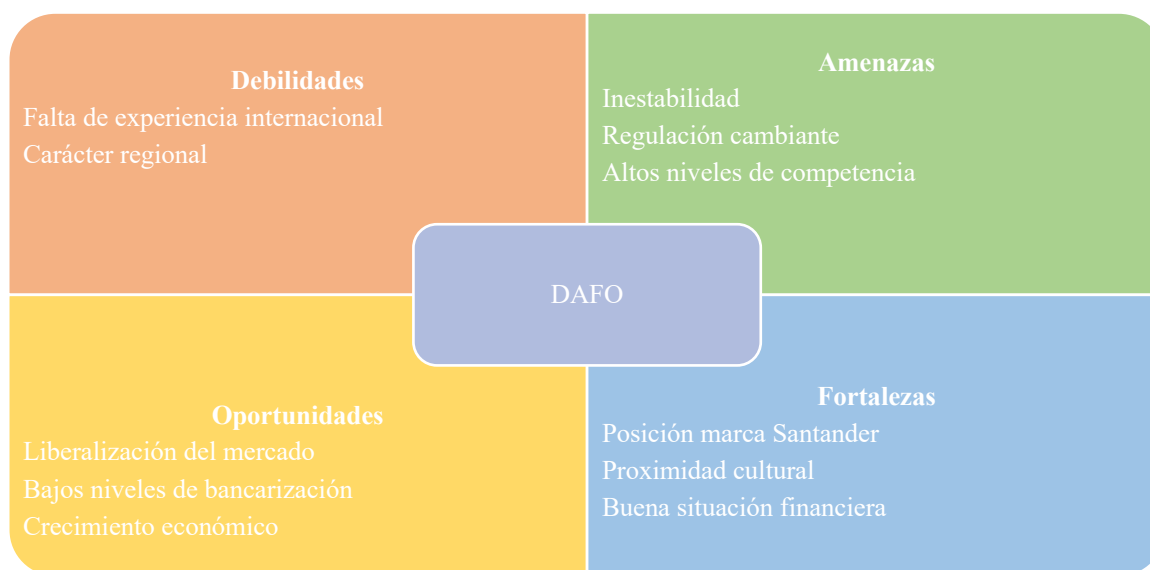 Debilidades
Falta de experiencia internacional
Carácter regional
Amenazas
Inestabilidad
Regulación cambiante
Altos niveles de competencia
DAFO
Oportunidades
Liberalización del mercado
Bajos niveles de bancarización
Crecimiento económico
Fortalezas
Posición marca Santander
Proximidad cultural
Buena situación financiera